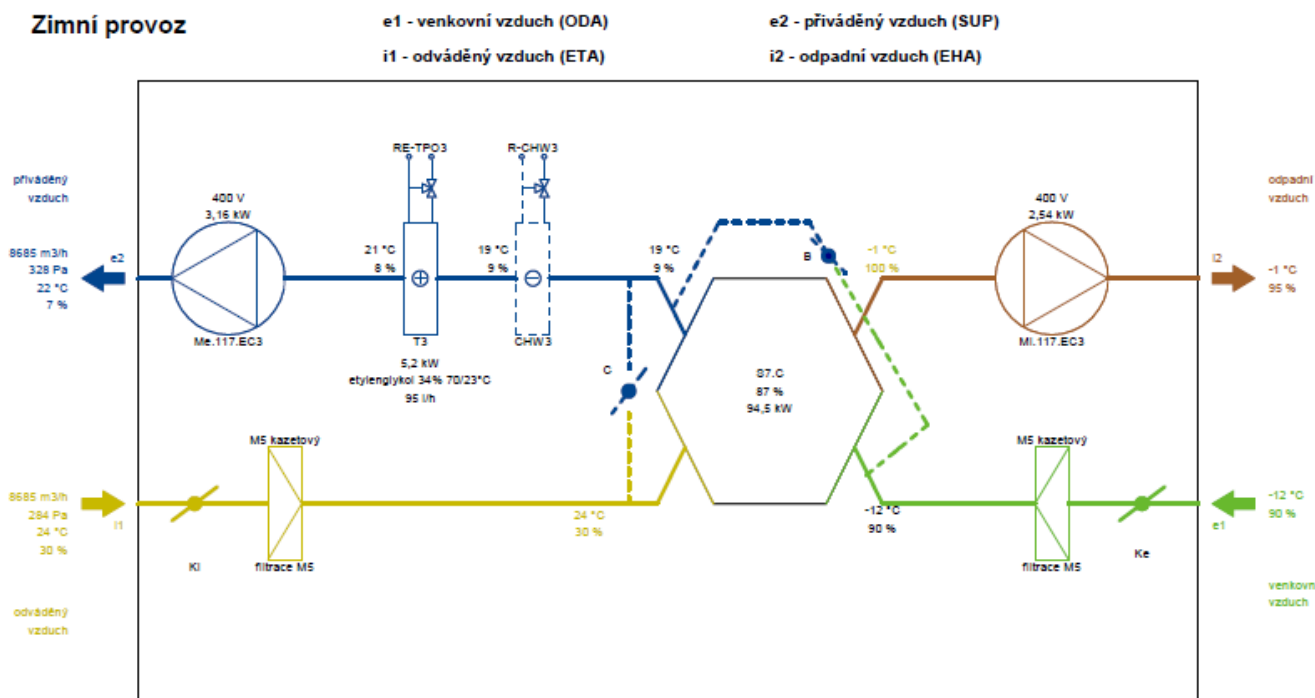 Zimní provoz
e1 - venkovní vzduch (ODA)
e2 - přiváděný vzduch (SUP)
i1 - odváděný vzduch (ETA)
i2 - odpadní vzduch (EHA)
RE-TPO3
R-CHW3
přiváděný
vzduch
400 V
3,16 kW
400 V
2,54 kW
odpadní
vzduch
8685 m3/h
328 Pa
22 °C
7 %
e2
21 °C
8 %
19 °C
9 %
19 °C
9 %
B
-1 °C
100 %
i2
-1 °C
95 %
Me.117.EC3
T3
CHW3
Mi.117.EC3
5,2 kW
etylenglykol 34% 70/23°C
95 l/h
C
S7.C
87 %
94,5 kW
M5 kazetový
M5 kazetový
8685 m3/h
284 Pa
24 °C
30 %
i1
24 °C
30 %
-12 °C
90 %
-12 °C
90 %
e1
Ki
filtrace M5
filtrace M5
Ke
odváděný
vzduch
venkovn
vzduch